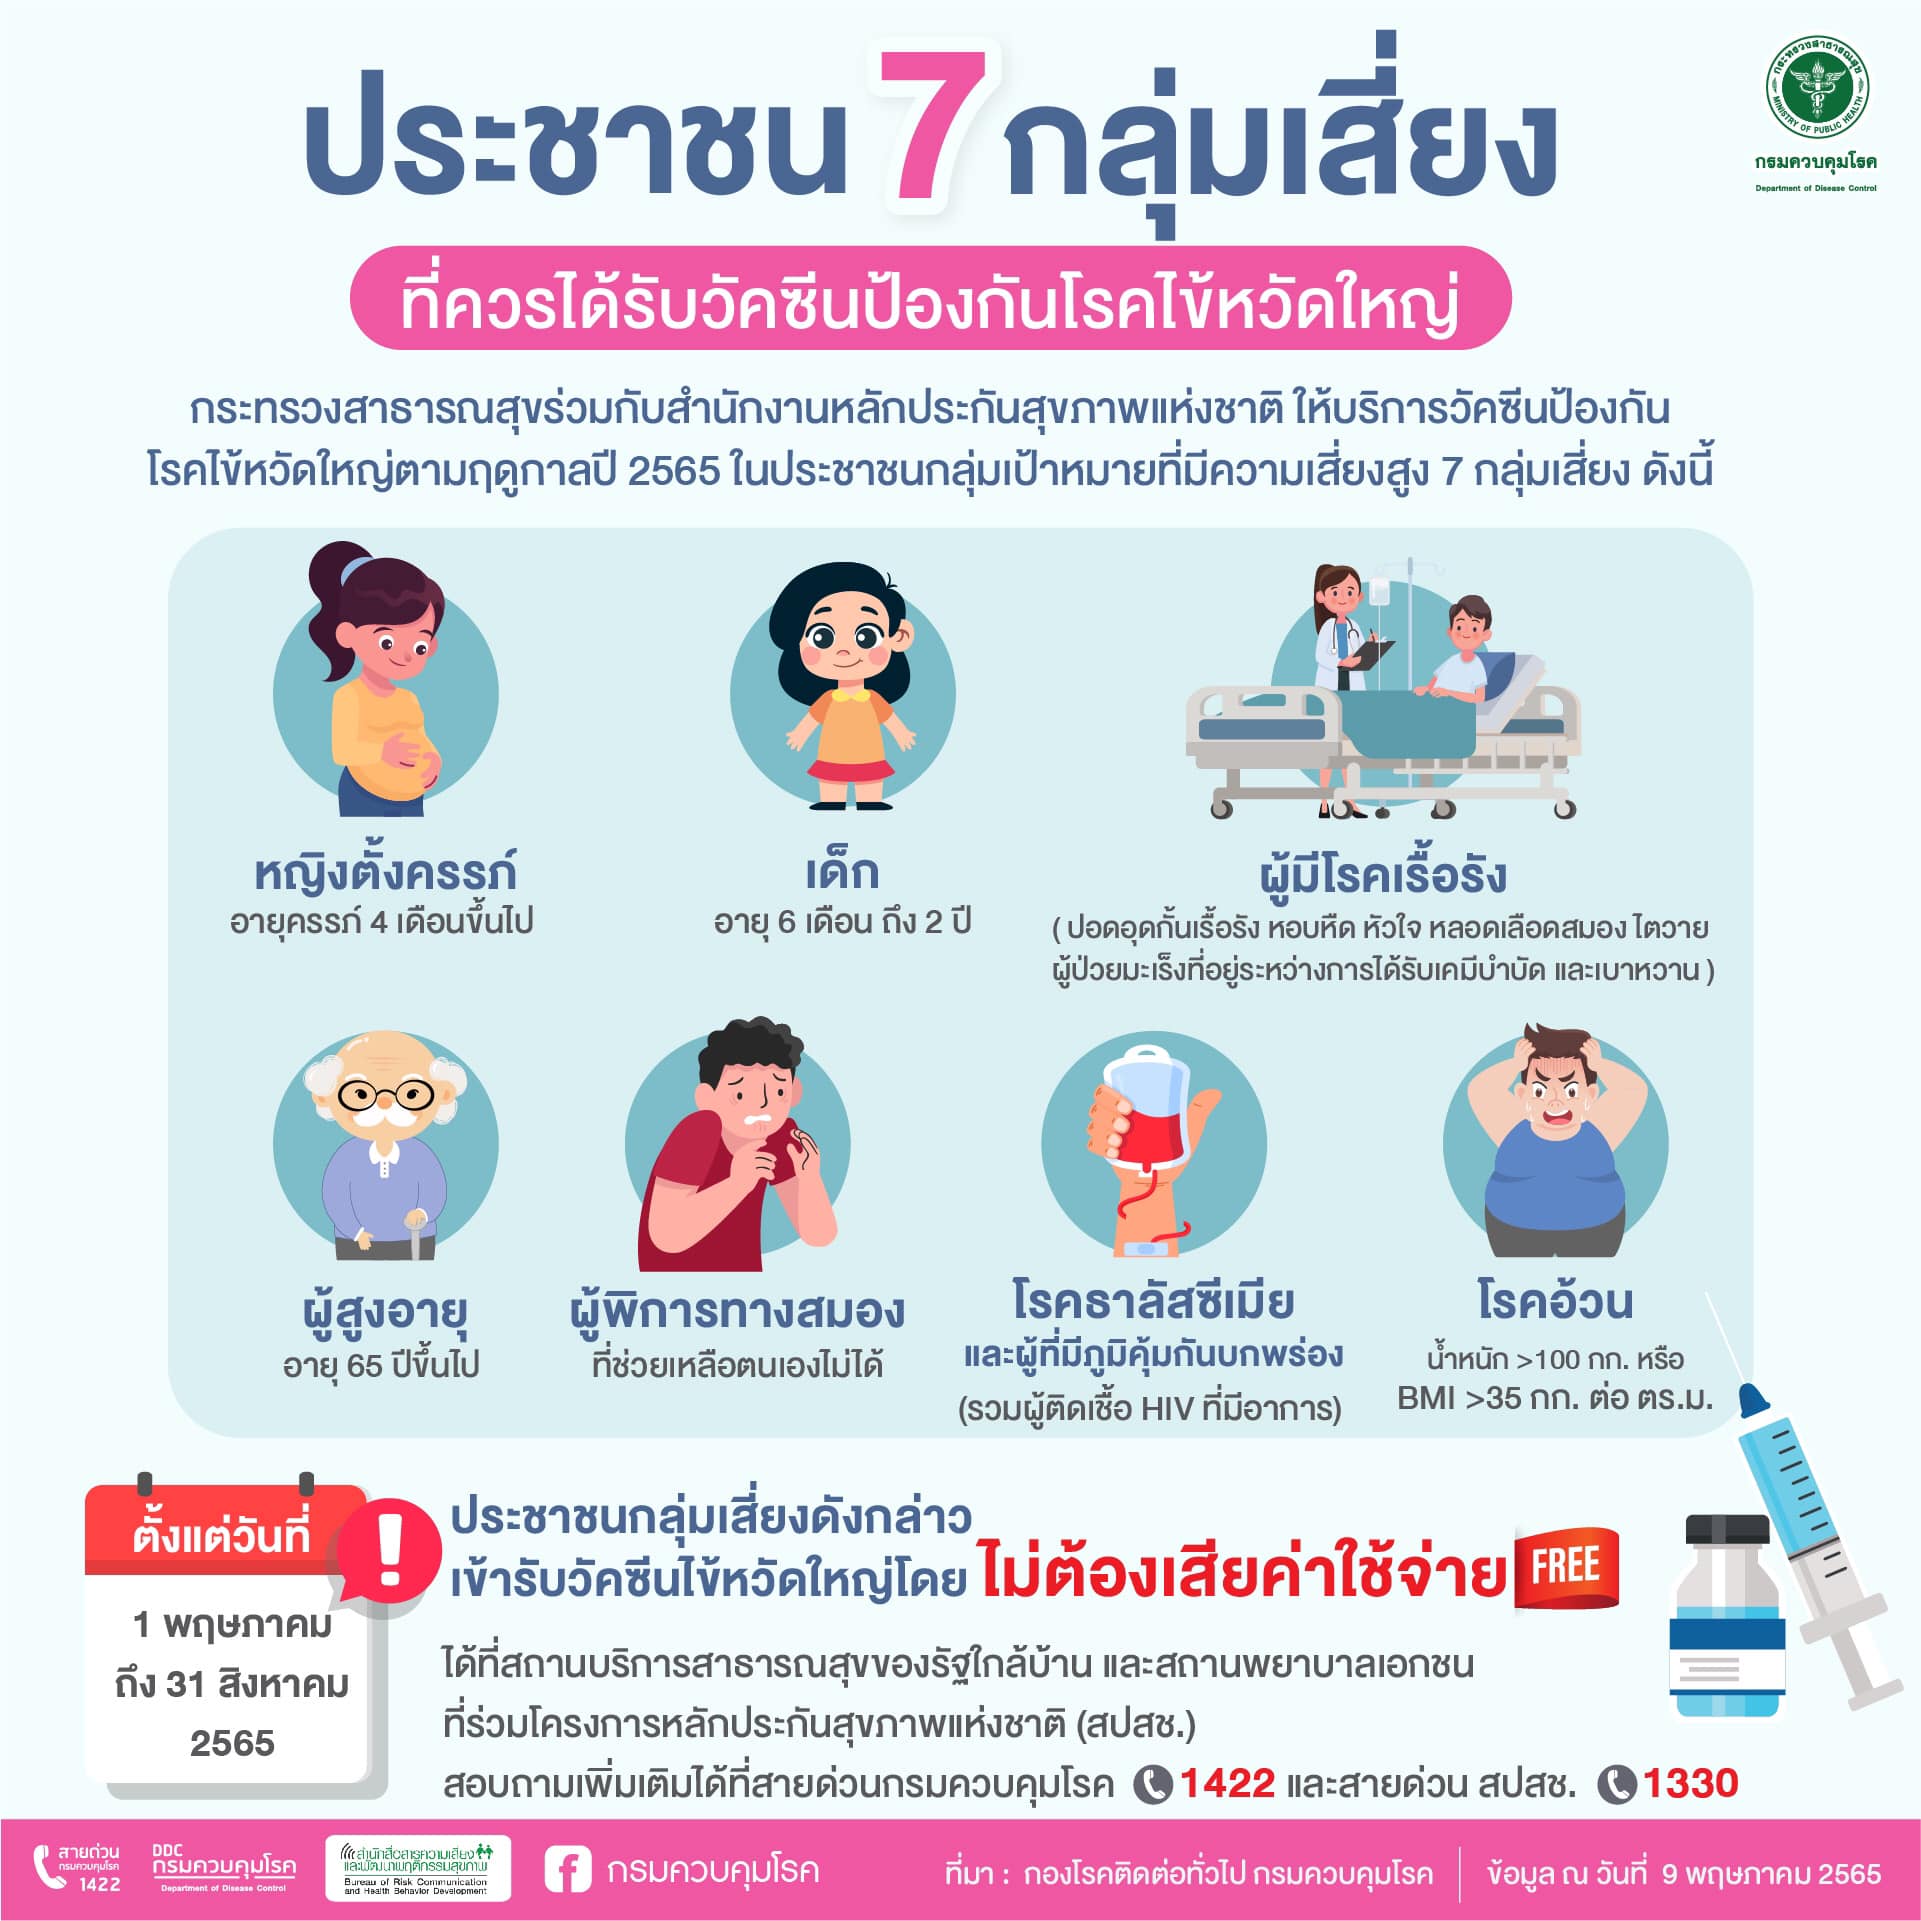 ประชาชน 7 กลุ่มเสี่ยง
กระทรวงสาธารณสุข
MINISTRY OF PUBLIC HEALTH
กรมควบคุมโรค
Department of Disease Control
ที่ควรได้รับวัคซีนป้องกันโรคไข้หวัดใหญ่
กระทรวงสาธารณสุขร่วมกับสำนักงานหลักประกันสุขภาพแห่งชาติ ให้บริการวัคซีนป้องกัน
โรคไข้หวัดใหญ่ตามฤดูกาลปี 2565 ในประชาชนกลุ่มเป้าหมายที่มีความเสี่ยงสูง 7 กลุ่มเสี่ยง ดังนี้
หญิงตั้งครรภ์
อายุครรภ์ 4 เดือนขึ้นไป
เด็ก
อายุ 6 เดือน ถึง 2 ปี
ผู้มีโรคเรื้อรัง
( ปอดอุดกั้นเรื้อรัง หอบหืด หัวใจ หลอดเลือดสมอง ไตวาย
ผู้ป่วยมะเร็งที่อยู่ระหว่างการได้รับเคมีบำบัด และเบาหวาน )
ผู้สูงอายุ
อายุ 65 ปีขึ้นไป
ผู้พิการทางสมอง
ที่ช่วยเหลือตนเองไม่ได้
โรคธาลัสซีเมีย
และผู้ที่มีภูมิคุ้มกันบกพร่อง
(รวมผู้ติดเชื้อ HIV ที่มีอาการ)
โรคอ้วน
น้ำหนัก >100 กก. หรือ
BMI >35 กก. ต่อ ตร.ม.
ตั้งแต่วันที่
1 พฤษภาคม
ถึง 31 สิงหาคม
2565
!
ประชาชนกลุ่มเสี่ยงดังกล่าว
เข้ารับวัคซีนไข้หวัดใหญ่โดย ไม่ต้องเสียค่าใช้จ่าย FREE
ได้ที่สถานบริการสาธารณสุขของรัฐใกล้บ้าน และสถานพยาบาลเอกชน
ที่ร่วมโครงการหลักประกันสุขภาพแห่งชาติ (สปสช.)
สอบถามเพิ่มเติมได้ที่สายด่วนกรมควบคุมโรค 1422 และสายด่วน สปสช. 1330
สายด่วน
กรมควบคุมโรค
1422
DDC
กรมควบคุมโรค
Department of Disease Control
สำนักสื่อสารความเสี่ยง
และพัฒนาพฤติกรรมสุขภาพ
Bureau of Risk Communication
and Health Behavior Development
กรมควบคุมโรค
ที่มา : กองโรคติดต่อทั่วไป กรมควบคุมโรค
ข้อมูล ณ วันที่ 9 พฤษภาคม 2565